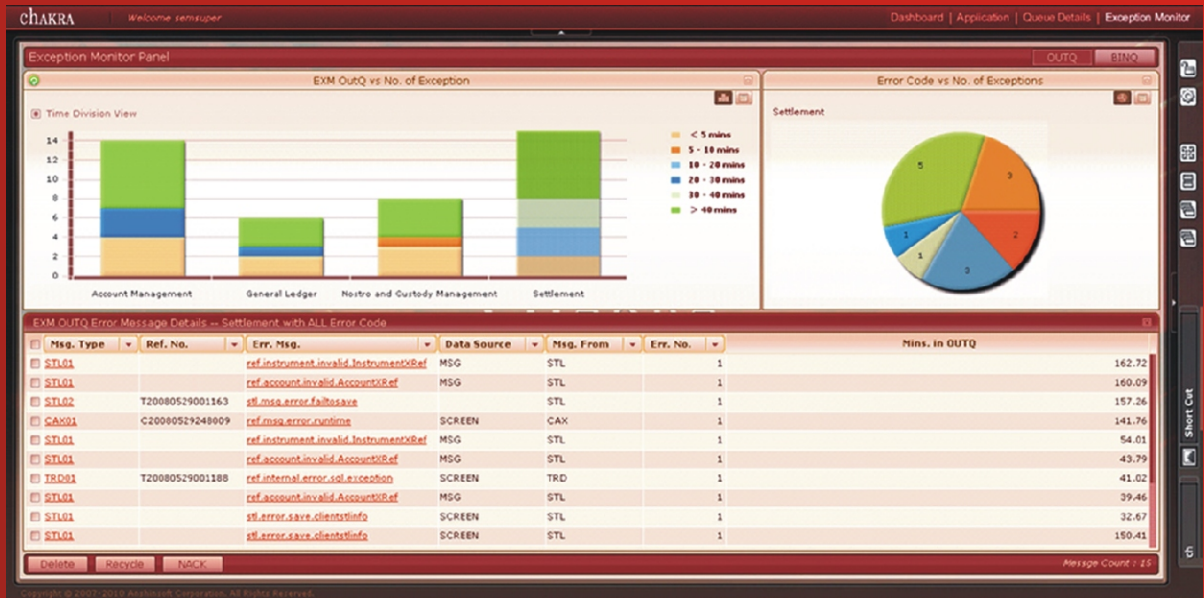 chAKRA
Welcome semsuper
Dashboard | Application | Queue Details | Exception Monitor
Exception Monitor Panel
OUTQ
BINQ
EXM OutQ vs No. of Exception
Time Division View
14
12
10
8
6
4
2
0
Account Management
General Ledger
Nostro and Custody Management
Settlement
< 5 mins
5 - 10 mins
10 - 20 mins
20 - 30 mins
30 - 40 mins
> 40 mins
Error Code vs No. of Exceptions
Settlement
5
3
2
3
1
1
EXM OUTQ Error Message Details -- Settlement with ALL Error Code
Msg. Type Ref. No. Err. Msg. Data Source Msg. From Err. No. Mins. in OUTQ
STL01 ref.instrument.invalid.InstrumentXRef MSG STL 1 162.72
STL01 ref.account.invalid.AccountXRef MSG STL 1 160.09
STL02 T20080529001163 stl.msg.error.failtosave STL 1 157.26
CAX01 C20080529248009 ref.msg.error.runtime SCREEN CAX 1 141.76
STL01 ref.instrument.invalid.InstrumentXRef MSG STL 1 54.01
STL01 ref.account.invalid.AccountXRef MSG STL 1 43.79
TRD01 T20080529001188 ref.internal.error.sql.exception SCREEN TRD 1 41.02
STL01 ref.account.invalid.AccountXRef MSG STL 1 39.46
STL01 stl.error.save.clientstlinfo SCREEN STL 1 32.67
STL01 stl.error.save.clientstlinfo SCREEN STL 1 150.41
Delete
Recycle
NACK
Messge Count : 15
Short Cut
Copyright © 2007-2010 Anshinsoft Corporation. All Rights Reserved.